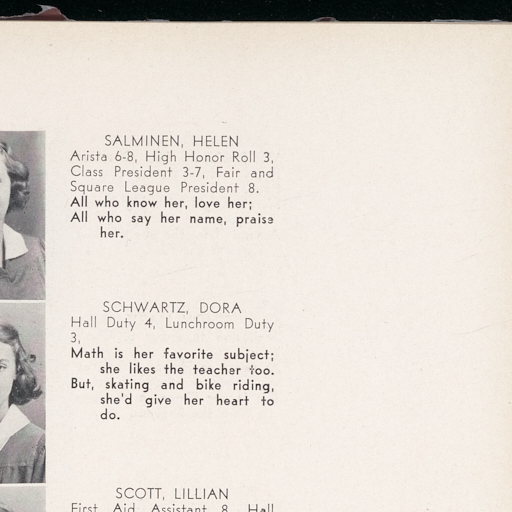 SALMINEN, HELEN
Arista 6-8, High Honor Roll 3,
Class President 3-7, Fair and
Square League President 8.
All who know her, love her;
All who say her name, praise
her.
SCHWARTZ, DORA
Hall Duty 4, Lunchroom Duty
3,
Math is her favorite subject;
she likes the teacher too.
But, skating and bike riding,
she'd give her heart to
do.
SCOTT, LILLIAN
First Aid Assistant 8, Hall